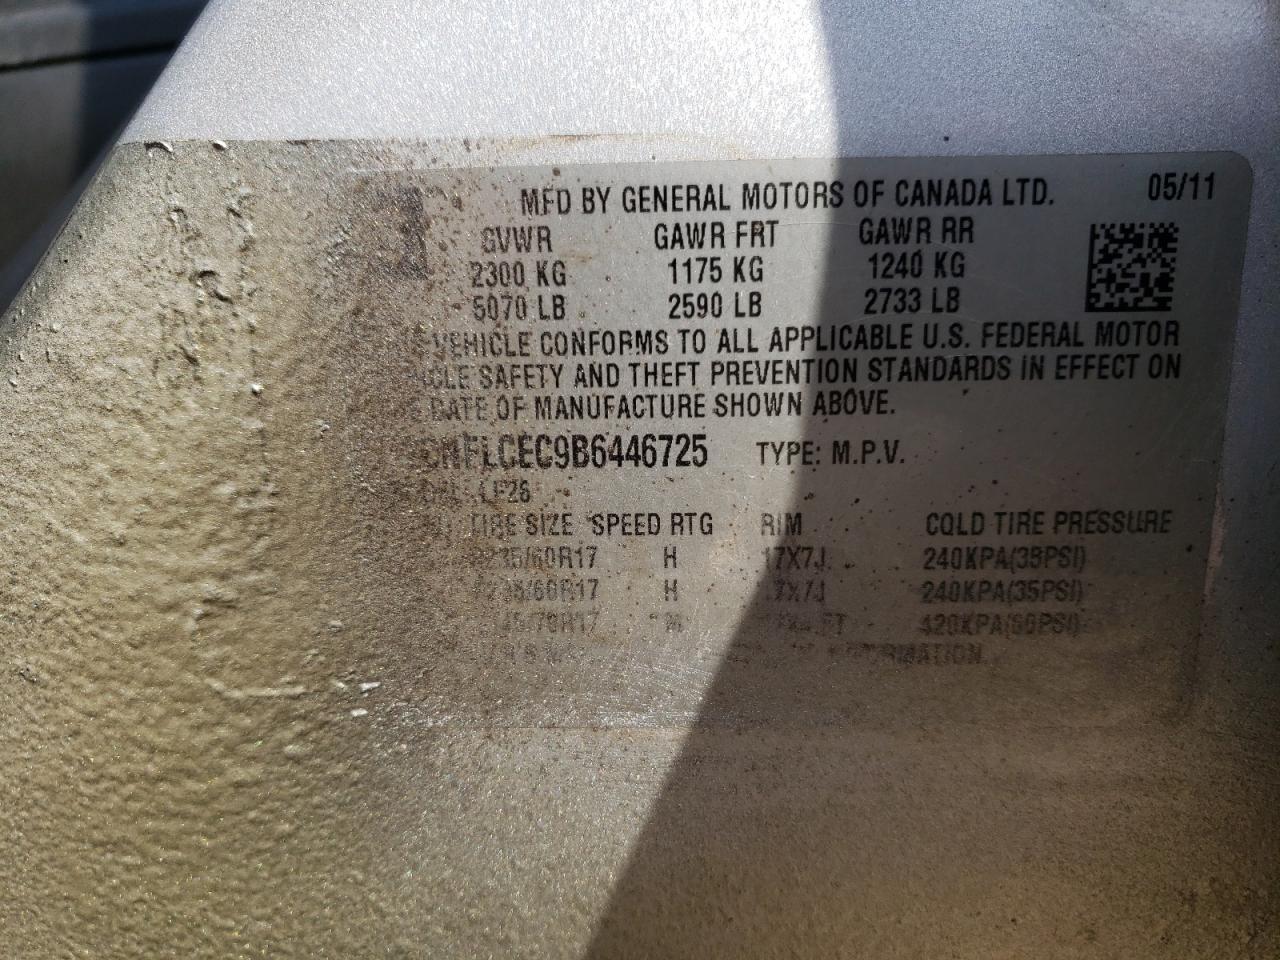 MFD BY GENERAL MOTORS OF CANADA LTD. 05/11
GVWR GAWR FRT GAWR RR
2300 KG 1175 KG 1240 KG
5070 LB 2590 LB 2733 LB
VEHICLE CONFORMS TO ALL APPLICABLE U.S. FEDERAL MOTOR
SAFETY AND THEFT PREVENTION STANDARDS IN EFFECT ON
DATE OF MANUFACTURE SHOWN ABOVE.
TYPE: M.P.V.
TIRE SIZE SPEED RTG RIM COLD TIRE PRESSURE
H 17X7J 240KPA(35PSI)
H 17X7J 240KPA(35PSI)
M 420KPA(60PSI)